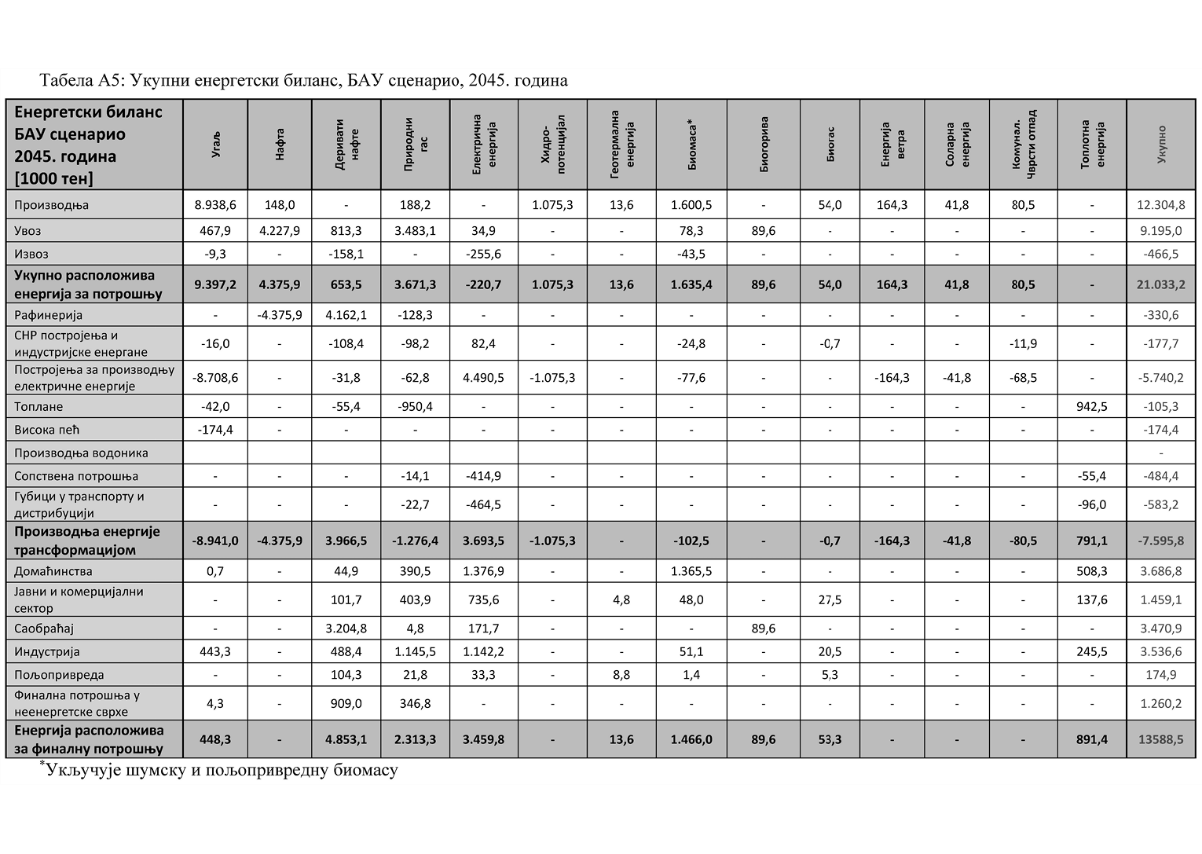 Табела А5: Укупни енергетски биланс, БАУ сценарио, 2045. година
Енергетски биланс БАУ сценарио 2045. година [1000 тен] Угаљ Нафта Деривати нафте Природни гас Електрична енергија Хидро-потенцијал Геотермална енергија Биомаса* Биогорива Биогас Енергија ветра Соларна енергија Комунал. Чврсти отпад Топлотна енергија Укупно
Производња 8.938,6 148,0 - 188,2 - 1.075,3 13,6 1.600,5 - 54,0 164,3 41,8 80,5 - 12.304,8
Увоз 467,9 4.227,9 813,3 3.483,1 34,9 - - 78,3 89,6 - - - - - 9.195,0
Извоз -9,3 - -158,1 - -255,6 - - -43,5 - - - - - - -466,5
Укупно расположива енергија за потрошњу 9.397,2 4.375,9 653,5 3.671,3 -220,7 1.075,3 13,6 1.635,4 89,6 54,0 164,3 41,8 80,5 - 21.033,2
Рафинерија - -4.375,9 4.162,1 -128,3 - - - - - - - - - - -330,6
СНР постројења и индустријске енергане -16,0 - -108,4 -98,2 82,4 - - -24,8 - -0,7 - - -11,9 -177,7
Постројења за производњу електричне енергије -8.708,6 - -31,8 -62,8 4.490,5 -1.075,3 - -77,6 - - -164,3 -41,8 -68,5 - -5.740,2
Топлане -42,0 - -55,4 -950,4 - - - - - - - - - 942,5 -105,3
Висока пећ -174,4 - - - - - - - - - - - - - -174,4
Производња водоника -
Сопствена потрошња - - - -14,1 -414,9 - - - - - - - - -55,4 -484,4
Губици у транспорту и дистрибуцији - - - -22,7 -464,5 - - - - - - - - -96,0 -583,2
Производња енергије трансформацијом -8.941,0 -4.375,9 3.966,5 -1.276,4 3.693,5 -1.075,3 - -102,5 - -0,7 -164,3 -41,8 -80,5 791,1 -7.595,8
Домаћинства 0,7 - 44,9 390,5 1.376,9 - - 1.365,5 - - - - - 508,3 3.686,8
Јавни и комерцијални сектор - - 101,7 403,9 735,6 - 4,8 48,0 - 27,5 - - - 137,6 1.459,1
Саобраћај - - 3.204,8 4,8 171,7 - - - 89,6 - - - - - 3.470,9
Индустрија 443,3 - 488,4 1.145,5 1.142,2 - - 51,1 - 20,5 - - - 245,5 3.536,6
Пољопривреда - - 104,3 21,8 33,3 - 8,8 1,4 - 5,3 - - - - 174,9
Финална потрошња у неенергетске сврхе 4,3 - 909,0 346,8 - - - - - - - - - - 1.260,2
Енергија расположива за финалну потрошњу 448,3 - 4.853,1 2.313,3 3.459,8 - 13,6 1.466,0 89,6 53,3 - - - 891,4 13588,5
*Укључује шумску и пољопривредну биомасу